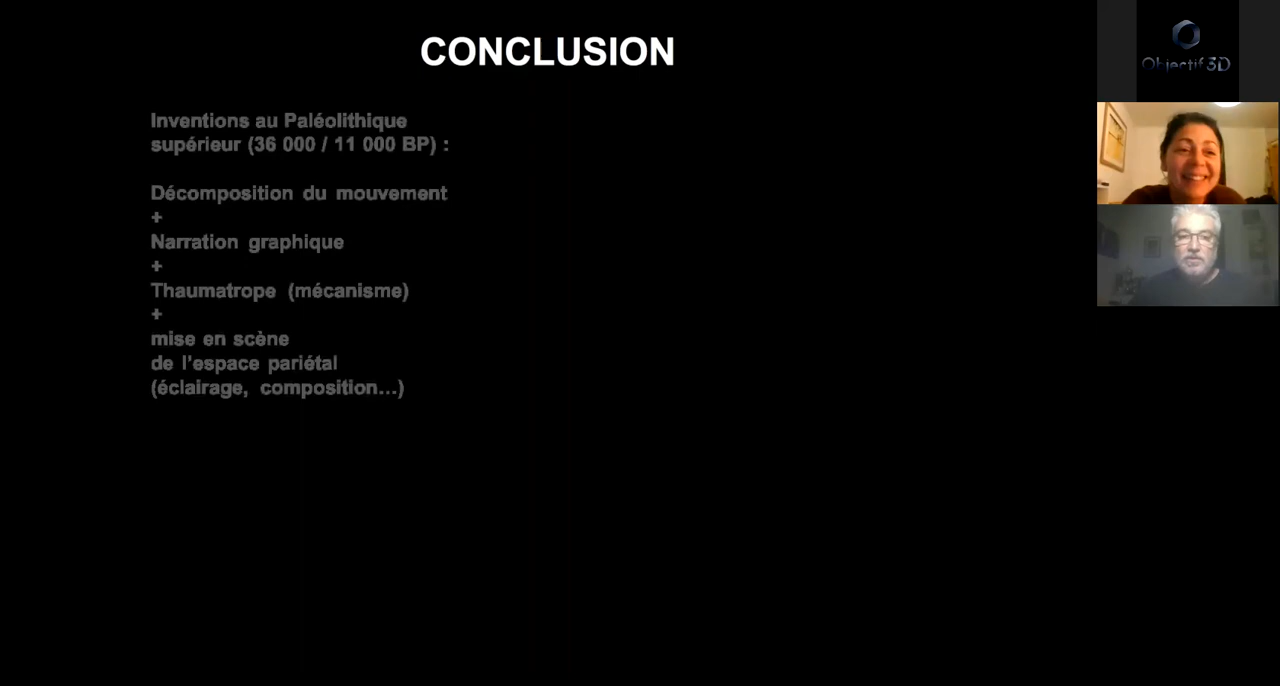 CONCLUSION
Inventions au Paléolithique
supérieur (36 000 / 11 000 BP) :
Décomposition du mouvement
+
Narration graphique
+
Thaumatrope (mécanisme)
+
mise en scène
de l'espace pariétal
(éclairage, composition...)
Objectif 3D